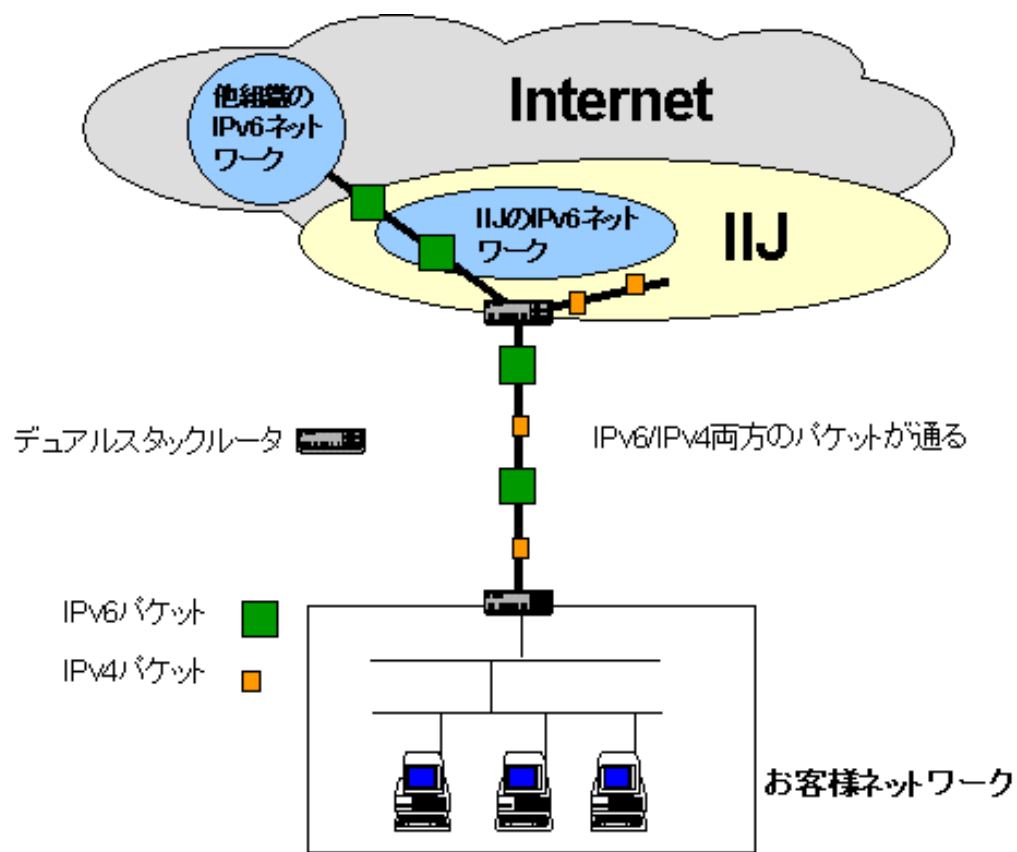 他組織の
IPv6ネット
ワーク
Internet
IIJのIPv6ネット
ワーク
IIJ
デュアルスタックルータ
IPv6/IPv4両方のパケットが通る
IPv6パケット
IPv4パケット
お客様ネットワーク